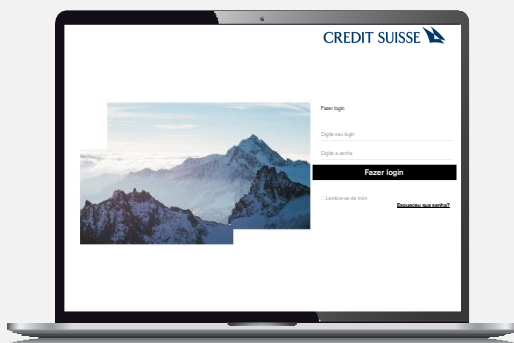 CREDIT SUISSE
Fazer login
Digite seu login
Digite a senha
Fazer login
Lembre-se de mim
Esqueceu sua senha?